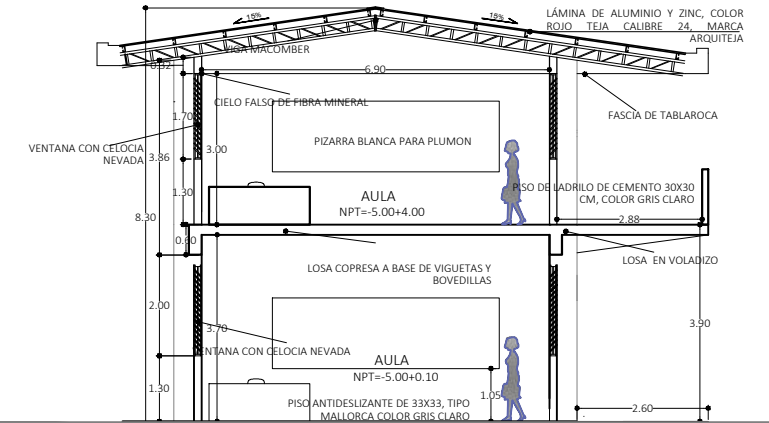 15%
15%
LÁMINA DE ALUMINIO Y ZINC, COLOR
ROJO TEJA CALIBRE 24, MARCA
ARQUITEJA
VIGA MACOMBER
6.90
CIELO FALSO DE FIBRA MINERAL
FASCIA DE TABLAROCA
1.70
PIZARRA BLANCA PARA PLUMON
VENTANA CON CELOCIA
NEVADA
3.86
3.00
1.30
PISO DE LADRILO DE CEMENTO 30X30
CM, COLOR GRIS CLARO
AULA
NPT=-5.00+4.00
8.30
2.88
0.60
LOSA EN VOLADIZO
LOSA COPRESA A BASE DE VIGUETAS Y
BOVEDILLAS
2.00
3.70
3.90
VENTANA CON CELOCIA NEVADA
AULA
NPT=-5.00+0.10
1.30
1.05
PISO ANTIDESLIZANTE DE 33X33, TIPO
MALLORCA COLOR GRIS CLARO
2.60